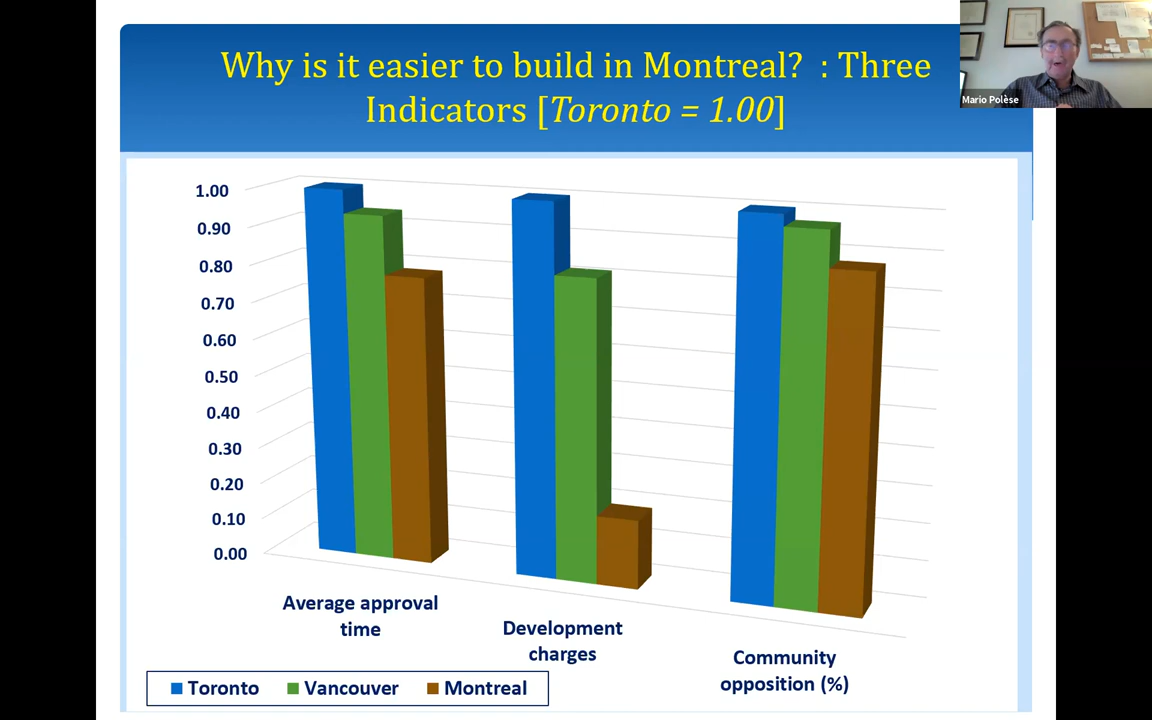 Why is it easier to build in Montreal? : Three
Indicators [Toronto = 1.00]
Mario Polèse
1.00
0.90
0.80
0.70
0.60
0.50
0.40
0.30
0.20
0.10
0.00
Average approval
time
Development
charges
Community
opposition (%)
Toronto Vancouver Montreal